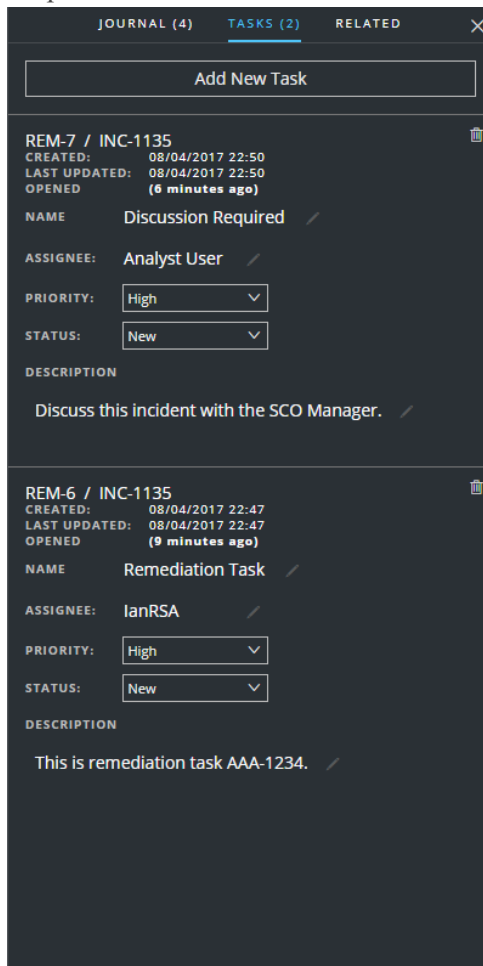 JOURNAL (4) TASKS (2) RELATED
Add New Task
REM-7 / INC-1135
CREATED: 08/04/2017 22:50
LAST UPDATED: 08/04/2017 22:50
OPENED (6 minutes ago)
NAME Discussion Required
ASSIGNEE: Analyst User
PRIORITY: High
STATUS: New
DESCRIPTION
Discuss this incident with the SCO Manager.
REM-6 / INC-1135
CREATED: 08/04/2017 22:47
LAST UPDATED: 08/04/2017 22:47
OPENED (9 minutes ago)
NAME Remediation Task
ASSIGNEE: IanRSA
PRIORITY: High
STATUS: New
DESCRIPTION
This is remediation task AAA-1234.